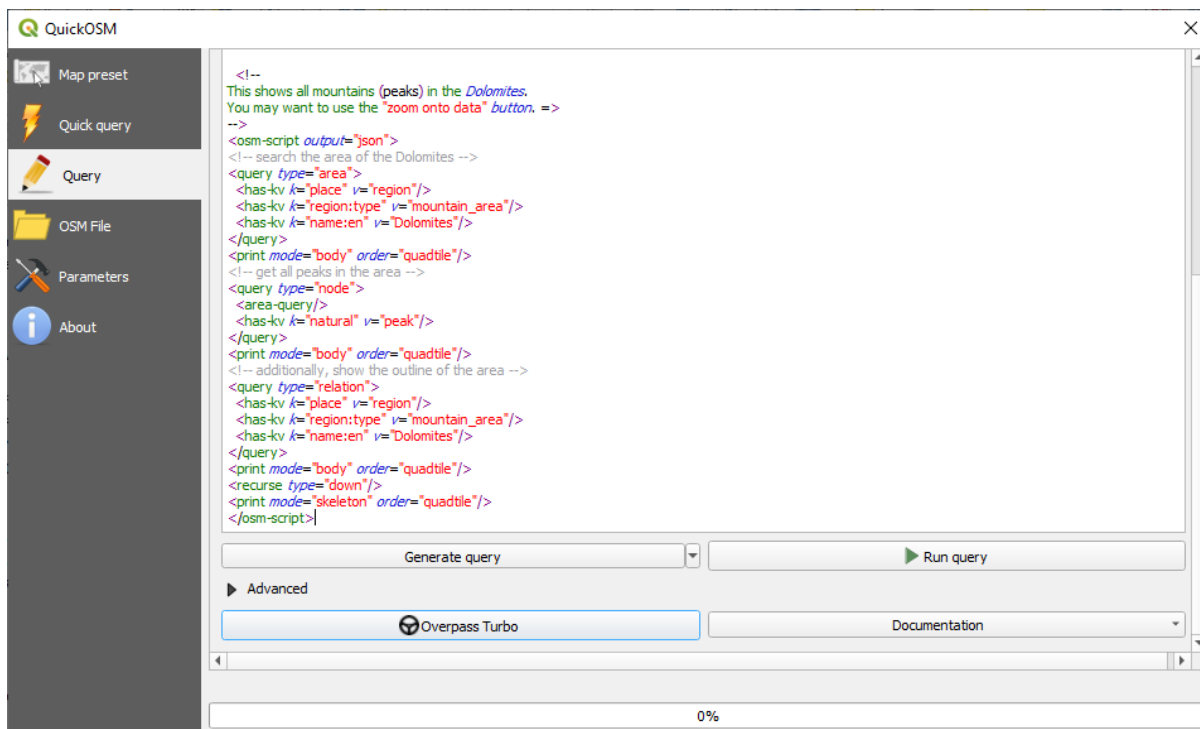 QuickOSM
Map preset
Quick query
Query
OSM File
Parameters
About
<!--
This shows all mountains (peaks) in the Dolomites.
You may want to use the "zoom onto data" button. =>
-->
<osm-script output="json">
<!-- search the area of the Dolomites -->
<query type="area">
<has-kv k="place" v="region"/>
<has-kv k="region:type" v="mountain_area"/>
<has-kv k="name:en" v="Dolomites"/>
</query>
<print mode="body" order="quadtile"/>
<!-- get all peaks in the area -->
<query type="node">
<area-query/>
<has-kv k="natural" v="peak"/>
</query>
<print mode="body" order="quadtile"/>
<!-- additionally, show the outline of the area -->
<query type="relation">
<has-kv k="place" v="region"/>
<has-kv k="region:type" v="mountain_area"/>
<has-kv k="name:en" v="Dolomites"/>
</query>
<print mode="body" order="quadtile"/>
<recurse type="down"/>
<print mode="skeleton" order="quadtile"/>
</osm-script>
Generate query
Run query
Advanced
Overpass Turbo
Documentation
0%